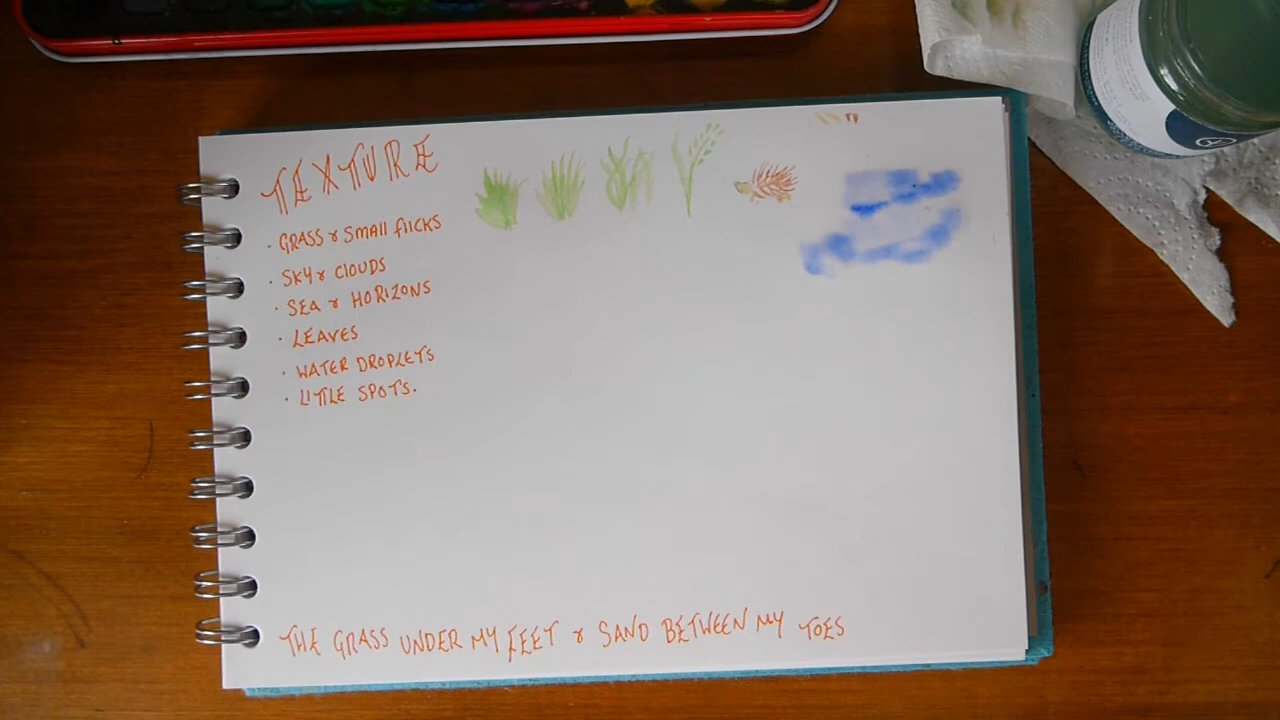 TEXTURE
· GRASS & SMALL FLICKS
· SKY & CLOUDS
· SEA & HORIZONS
· LEAVES
· WATER DROPLETS
· LITTLE SPOTS.
THE GRASS UNDER MY FEET & SAND BETWEEN MY TOES